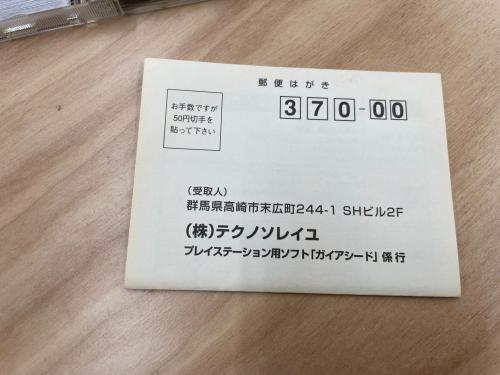 郵便はがき
370-00
お手数ですが
50円切手を
貼って下さい
(受取人)
群馬県高崎市末広町244-1 SHビル2F
(株)テクノソレイユ
プレイステーション用ソフト「ガイアシード」係行